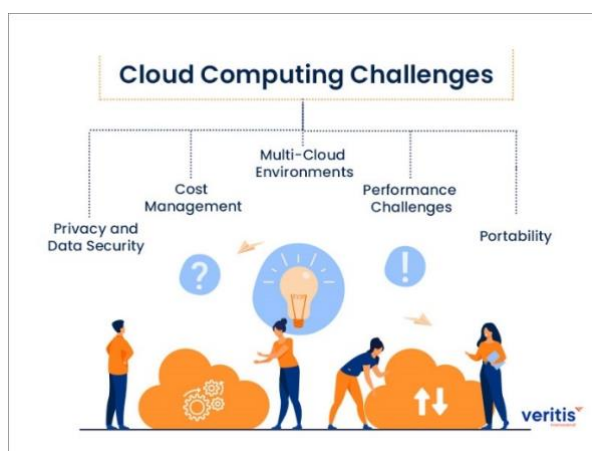 Cloud Computing Challenges
Multi-Cloud
Environments
Cost
Management
Performance
Challenges
Privacy and
Data Security
Portability
?
!
veritis